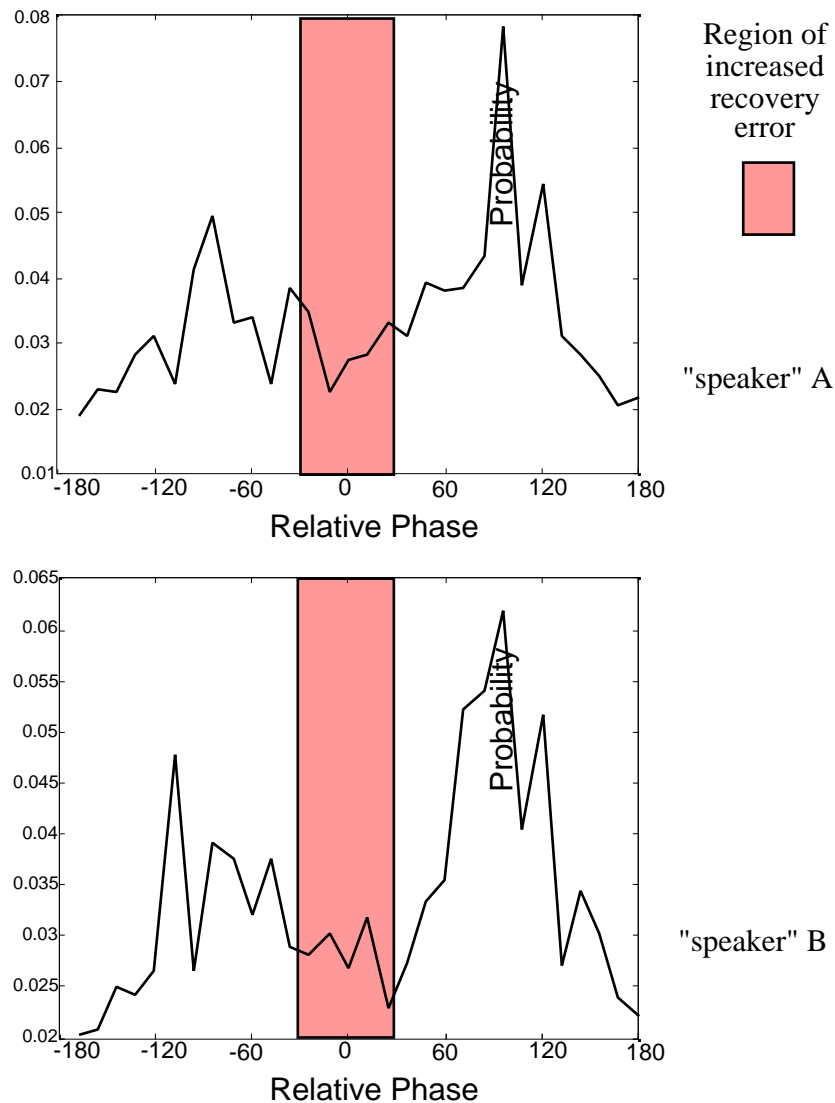 0.08
0.07
0.06
0.05
0.04
0.03
0.02
0.01
-180 -120 -60 0 60 120 180
Relative Phase
Probability
Region of
increased
recovery
error
"speaker" A
0.065
0.06
0.055
0.05
0.045
0.04
0.035
0.03
0.025
0.02
-180 -120 -60 0 60 120 180
Relative Phase
Probability
"speaker" B